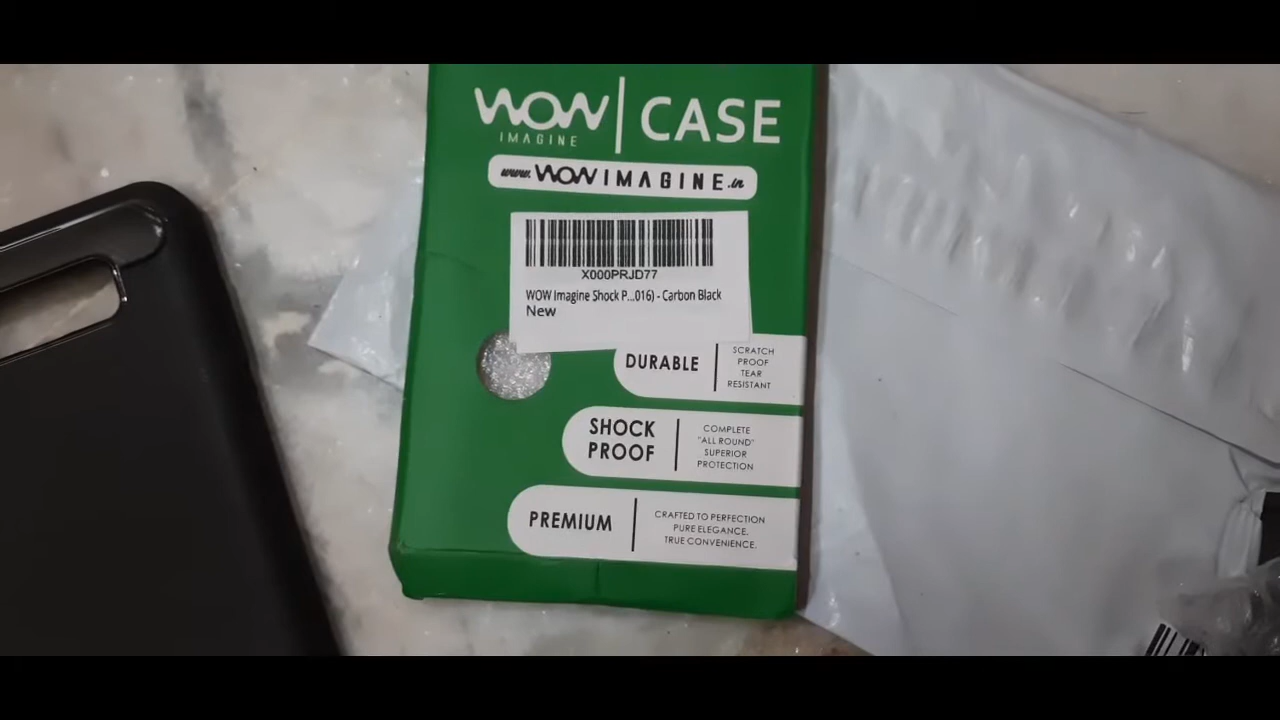 WOW | CASE
IMAGINE
www.WOWIMAGINE.in
X000PRJD77
WOW Imagine Shock P...016) - Carbon Black
New
DURABLE
SCRATCH
PROOF
TEAR
RESISTANT
SHOCK
PROOF
COMPLETE
"ALL ROUND"
SUPERIOR
PROTECTION
PREMIUM
CRAFTED TO PERFECTION
PURE ELEGANCE.
TRUE CONVENIENCE.